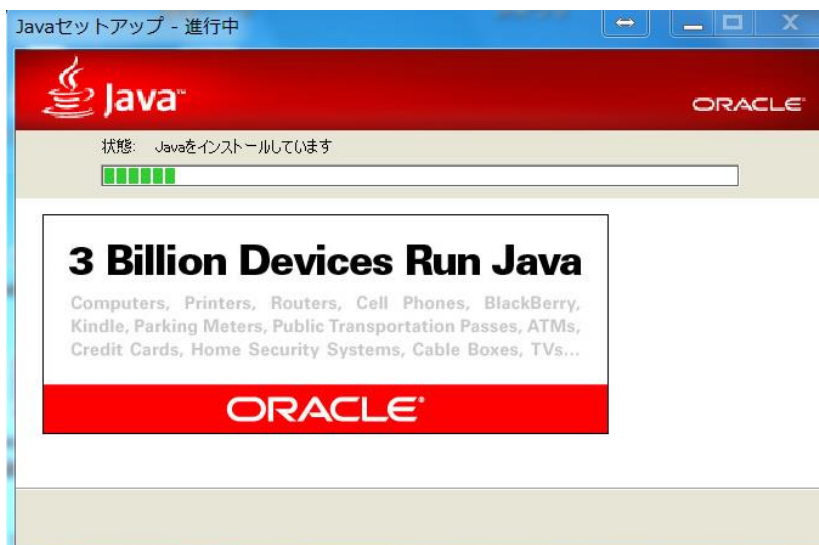 Javaセットアップ - 進行中
Java™
ORACLE®
状態: Javaをインストールしています
3 Billion Devices Run Java
Computers, Printers, Routers, Cell Phones, BlackBerry,
Kindle, Parking Meters, Public Transportation Passes, ATMs,
Credit Cards, Home Security Systems, Cable Boxes, TVs...
ORACLE®